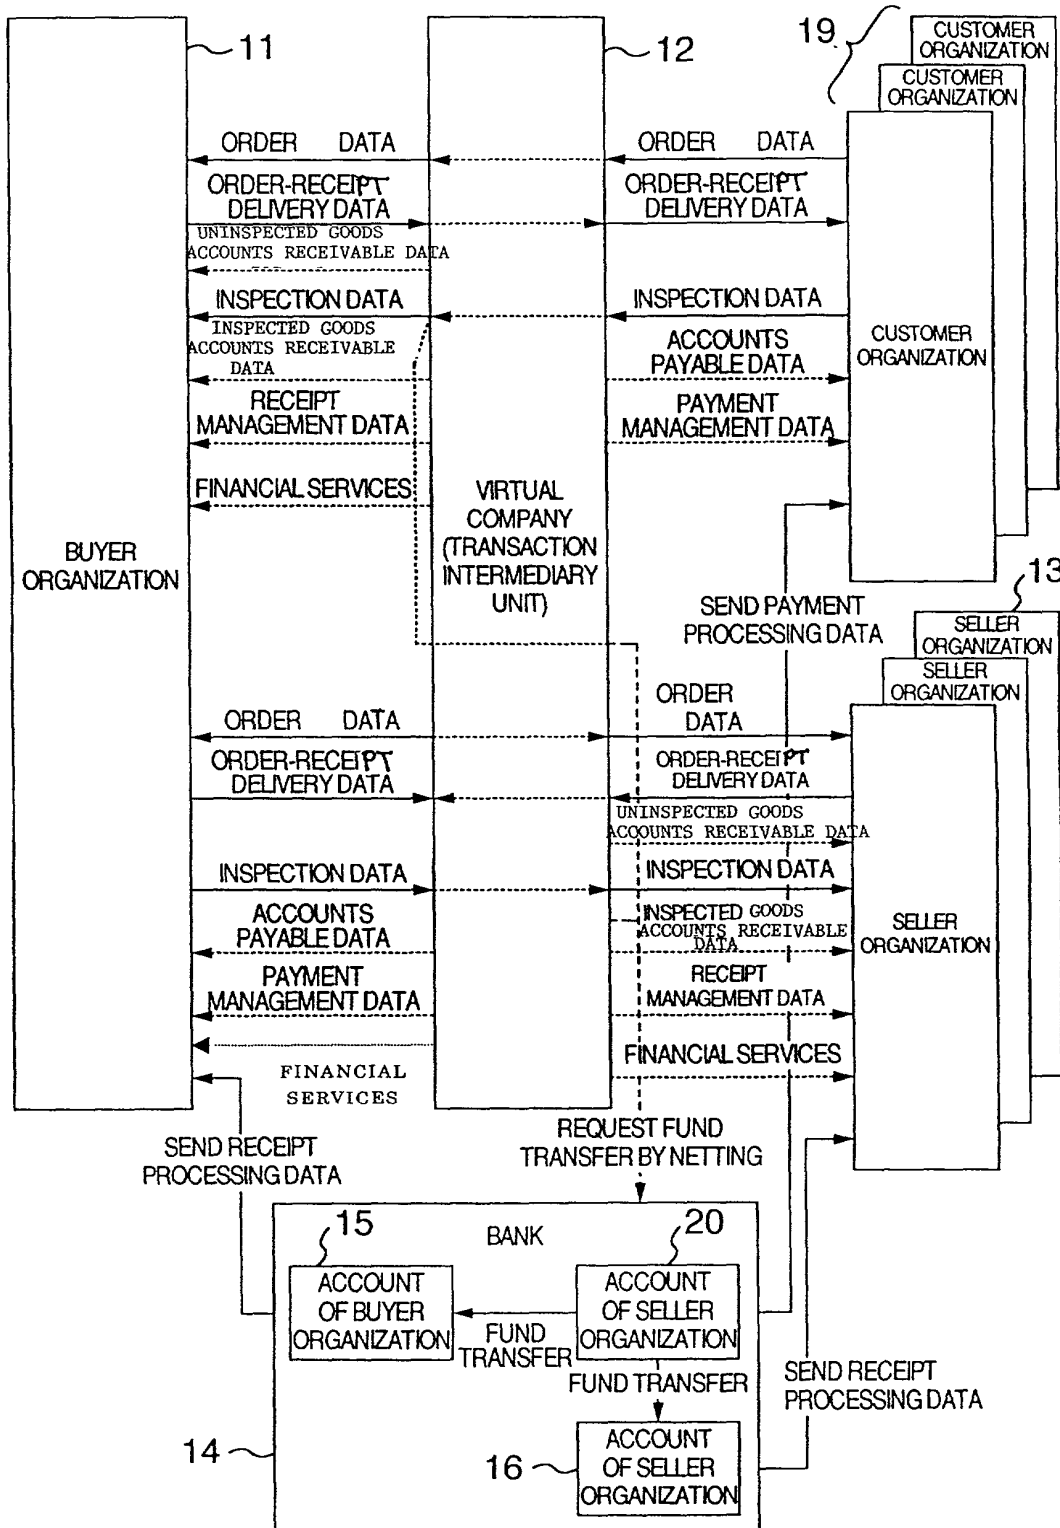 11
12
19
CUSTOMER
ORGANIZATION
CUSTOMER
ORGANIZATION
ORDER DATA
ORDER DATA
ORDER-RECEIPT
DELIVERY DATA
ORDER-RECEIPT
DELIVERY DATA
UNINSPECTED GOODS
ACCOUNTS RECEIVABLE DATA
INSPECTION DATA
INSPECTION DATA
INSPECTED GOODS
ACCOUNTS RECEIVABLE
DATA
ACCOUNTS
PAYABLE DATA
CUSTOMER
ORGANIZATION
RECEIPT
MANAGEMENT DATA
PAYMENT
MANAGEMENT DATA
FINANCIAL SERVICES
VIRTUAL
COMPANY
(TRANSACTION
INTERMEDIARY
UNIT)
BUYER
ORGANIZATION
SEND PAYMENT
PROCESSING DATA
13
SELLER
ORGANIZATION
SELLER
ORGANIZATION
ORDER DATA
ORDER
DATA
ORDER-RECEIPT
DELIVERY DATA
ORDER-RECEIPT
DELIVERY DATA
UNINSPECTED GOODS
ACCOUNTS RECEIVABLE DATA
INSPECTION DATA
INSPECTION DATA
ACCOUNTS
PAYABLE DATA
INSPECTED GOODS
ACCOUNTS RECEIVABLE
DATA
SELLER
ORGANIZATION
PAYMENT
MANAGEMENT DATA
RECEIPT
MANAGEMENT DATA
FINANCIAL
SERVICES
FINANCIAL SERVICES
SEND RECEIPT
PROCESSING DATA
REQUEST FUND
TRANSFER BY NETTING
BANK
15
20
ACCOUNT
OF BUYER
ORGANIZATION
ACCOUNT
OF SELLER
ORGANIZATION
FUND
TRANSFER
FUND TRANSFER
SEND RECEIPT
PROCESSING DATA
14
16
ACCOUNT
OF SELLER
ORGANIZATION